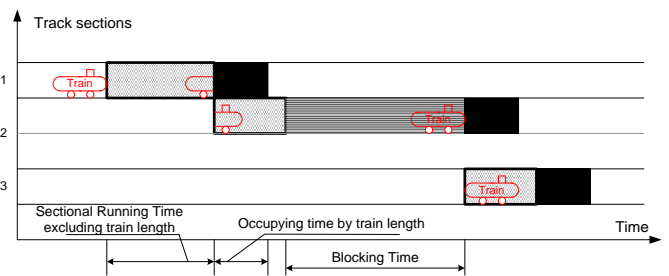 Track sections
1
Train
2
Train
3
Train
Sectional Running Time
excluding train length
Occupying time by train length
Time
Blocking Time